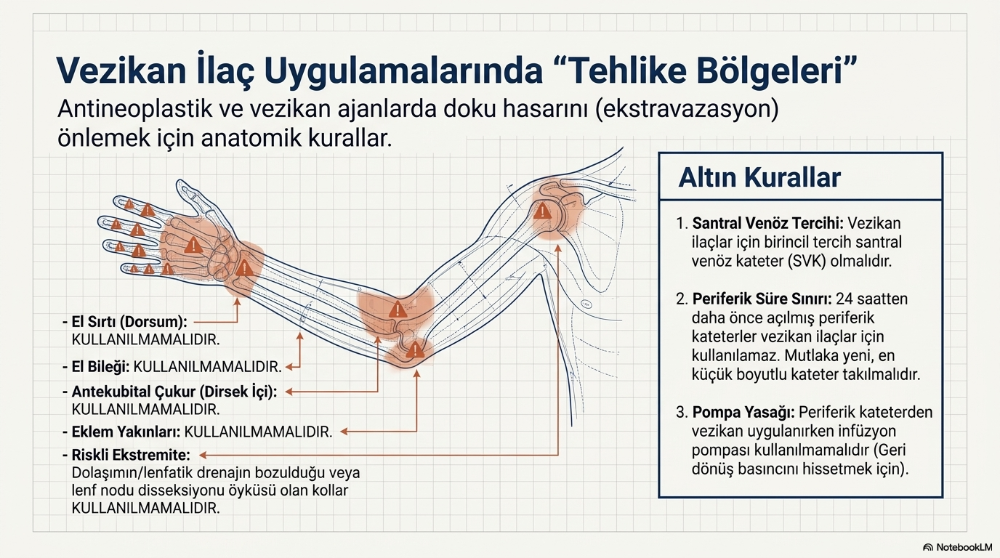 Vezikan İlaç Uygulamalarında “Tehlike Bölgeleri”
Antineoplastik ve vezikan ajanlarda doku hasarını (ekstravazasyon)
önlemek için anatomik kurallar.
- El Sırtı (Dorsum):
KULLANILMAMALIDIR.
- El Bileği: KULLANILMAMALIDIR.
- Antekubital Çukur (Dirsek İçi):
KULLANILMAMALIDIR.
- Eklem Yakınları: KULLANILMAMALIDIR.
- Riskli Ekstremite:
Dolaşımın/lenfatik drenajın bozulduğu veya
lenf nodu disseksiyonu öyküsü olan kollar
KULLANILMAMALIDIR.
Altın Kurallar
1. Santral Venöz Tercihi: Vezikan
ilaçlar için birincil tercih santral
venöz kateter (SVK) olmalıdır.
2. Periferik Süre Sınırı: 24 saatten
daha önce açılmış periferik
kateterler vezikan ilaçlar için
kullanılamaz. Mutlaka yeni, en
küçük boyutlu kateter takılmalıdır.
3. Pompa Yasağı: Periferik kateterden
vezikan uygulanırken infüzyon
pompası kullanılmamalıdır (Geri
dönüş basıncını hissetmek için).
NotebookLM